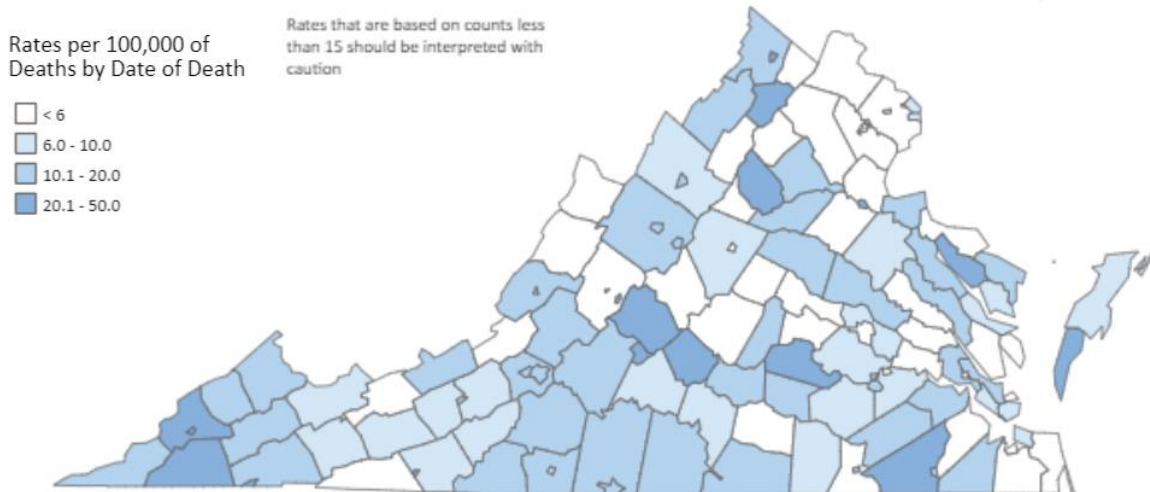 Rates that are based on counts less
than 15 should be interpreted with
caution
Rates per 100,000 of
Deaths by Date of Death
< 6
6.0 - 10.0
10.1 - 20.0
20.1 - 50.0